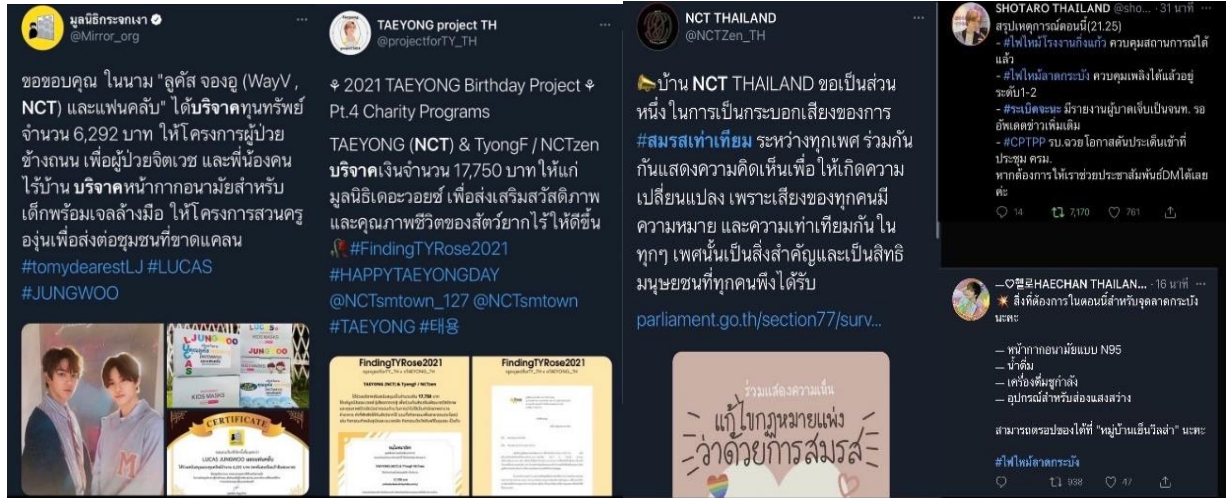 มูลนิธิกระจกเงา
@Mirror_org
ขอขอบคุณ ในนาม "ลูคัส จองอู (WayV ,
NCT) และแฟนคลับ" ได้บริจาคทุนทรัพย์
จำนวน 6,292 บาท ให้โครงการผู้ป่วย
ข้างถนน เพื่อผู้ป่วยจิตเวช และพี่น้องคน
ไร้บ้าน บริจาคหน้ากากอนามัยสำหรับ
เด็กพร้อมเจลล้างมือ ให้โครงการสวนครู
องุ่นเพื่อส่งต่อชุมชนที่ขาดแคลน
#tomydearestLJ #LUCAS
#JUNGWOO
JUNGWOO
KIDS MASKS
CERTIFICATE
LUCAS JUNGWOO และแฟนคลับ
TAEYONG project TH
@projectforTY_TH
⚘ 2021 TAEYONG Birthday Project ⚘
Pt.4 Charity Programs
TAEYONG (NCT) & TyongF / NCTzen
บริจาคเงินจำนวน 17,750 บาท ให้แก่
มูลนิธิเดอะวอยซ์ เพื่อส่งเสริมสวัสดิภาพ
และคุณภาพชีวิตของสัตว์ยากไร้ ให้ดีขึ้น
🥀 #FindingTYRose2021
#HAPPYTAEYONGDAY
@NCTsmtown_127 @NCTsmtown
#TAEYONG #태용
FindingTYRose2021
TAEYONG (NCT) & TyongF / NCTzen
FindingTYRose2021
NCT THAILAND
@NCTZen_TH
📣บ้าน NCT THAILAND ขอเป็นส่วน
หนึ่ง ในการเป็นกระบอกเสียงของการ
#สมรสเท่าเทียม ระหว่างทุกเพศ ร่วมกัน
กันแสดงความคิดเห็นเพื่อ ให้เกิดความ
เปลี่ยนแปลง เพราะเสียงของทุกคนมี
ความหมาย และความเท่าเทียมกัน ใน
ทุกๆ เพศนั้นเป็นสิ่งสำคัญและเป็นสิทธิ
มนุษยชนที่ทุกคนพึงได้รับ
parliament.go.th/section77/surv...
ร่วมแสดงความเห็น
แก้ไขกฎหมายแพ่ง
ว่าด้วยการสมรส
SHOTARO THAILAND @sho... · 31 นาที
สรุปเหตุการณ์ตอนนี้(21.25)
- #ไฟไหม้โรงงานกิ่งแก้ว ควบคุมสถานการณ์ได้
แล้ว
- #ไฟไหม้ลาดกระบัง ควบคุมเพลิงได้แล้วอยู่
ระดับ1-2
- #ระเบิดจะนะ มีรายงานผู้บาดเจ็บเป็นจนท. รอ
อัพเดตข่าวเพิ่มเติม
- #CPTPP รบ.ฉวยโอกาสดันประเด็นเข้าที่
ประชุม ครม.
หากต้องการให้เราช่วยประชาสัมพันธ์DMได้เลย
ค่ะ
14 7,170 761
—♡헬로HAECHAN THAILAN... · 16 นาที
💥 สิ่งที่ต้องการในตอนนี้สำหรับจุดลาดกระบัง
นะคะ
— หน้ากากอนามัยแบบ N95
— น้ำดื่ม
— เครื่องดื่มชูกำลัง
— อุปกรณ์สำหรับส่องแสงสว่าง
สามารถดรอปของได้ที่ "หมู่บ้านเย็นวิลล่า" นะคะ
#ไฟไหม้ลาดกระบัง
938 47